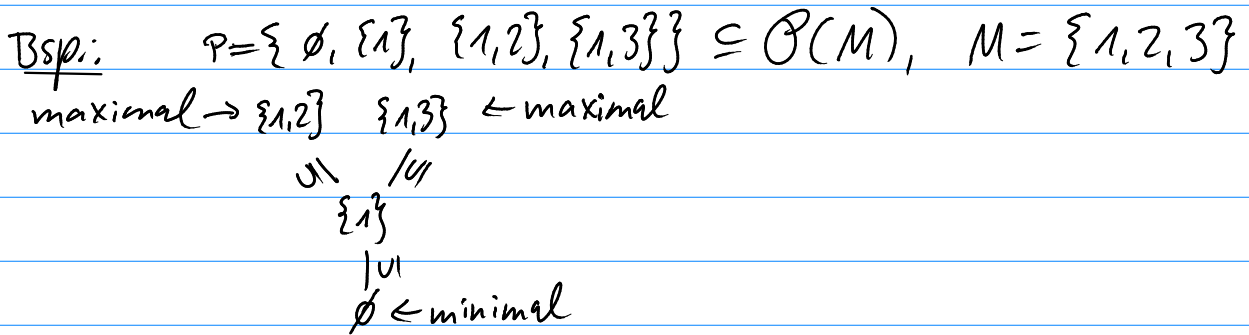 Bsp.: P={ ∅, {1}, {1,2}, {1,3}} ⊆ P(M), M = {1,2,3}
maximal → {1,2} {1,3} ← maximal
⊆ ⊆
{1}
⊆
∅ ← minimal